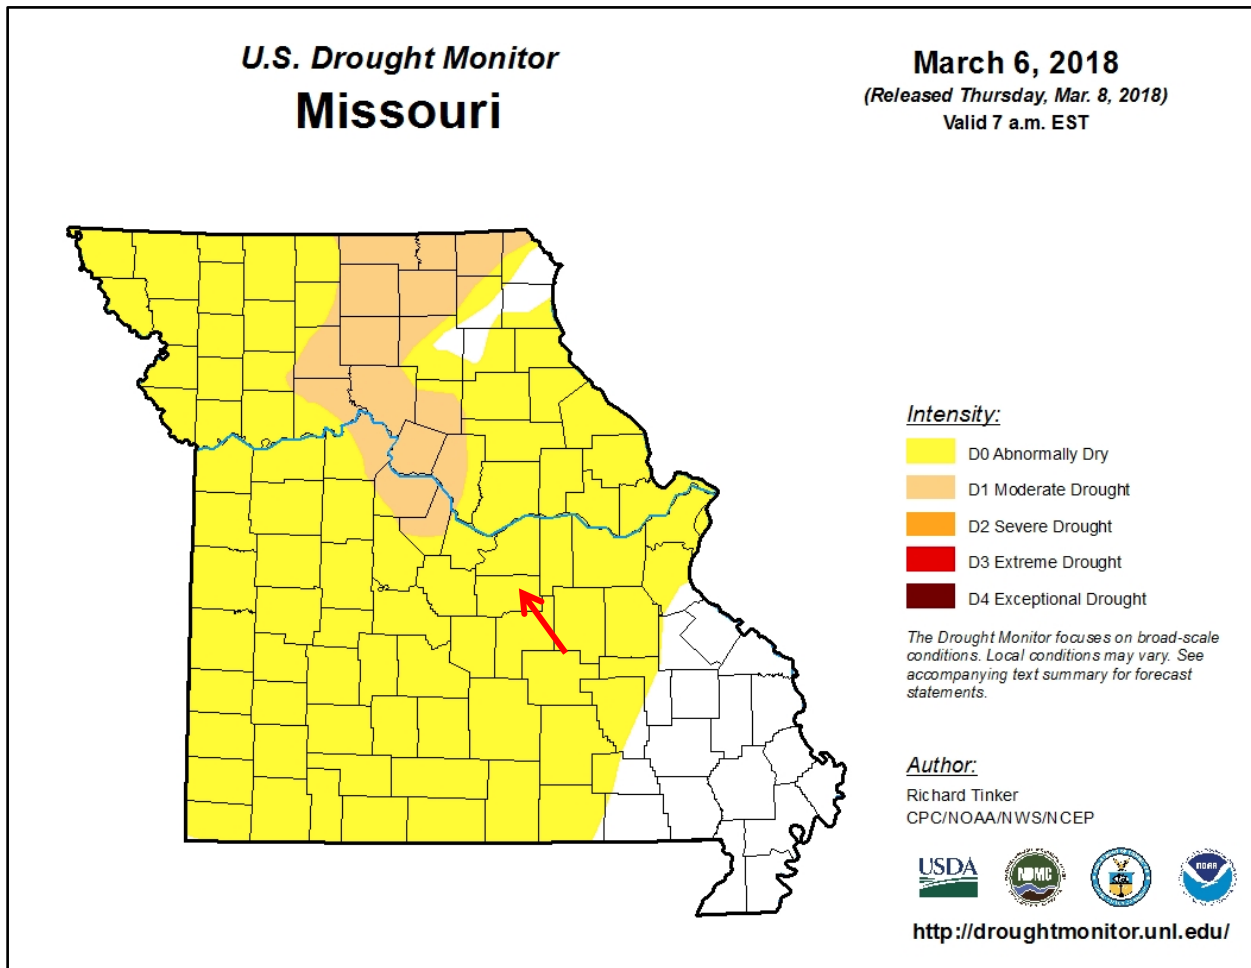 U.S. Drought Monitor
Missouri
March 6, 2018
(Released Thursday, Mar. 8, 2018)
Valid 7 a.m. EST
Intensity:
D0 Abnormally Dry
D1 Moderate Drought
D2 Severe Drought
D3 Extreme Drought
D4 Exceptional Drought
The Drought Monitor focuses on broad-scale
conditions. Local conditions may vary. See
accompanying text summary for forecast
statements.
Author:
Richard Tinker
CPC/NOAA/NWS/NCEP
USDA
NDMC
NOAA
http://droughtmonitor.unl.edu/